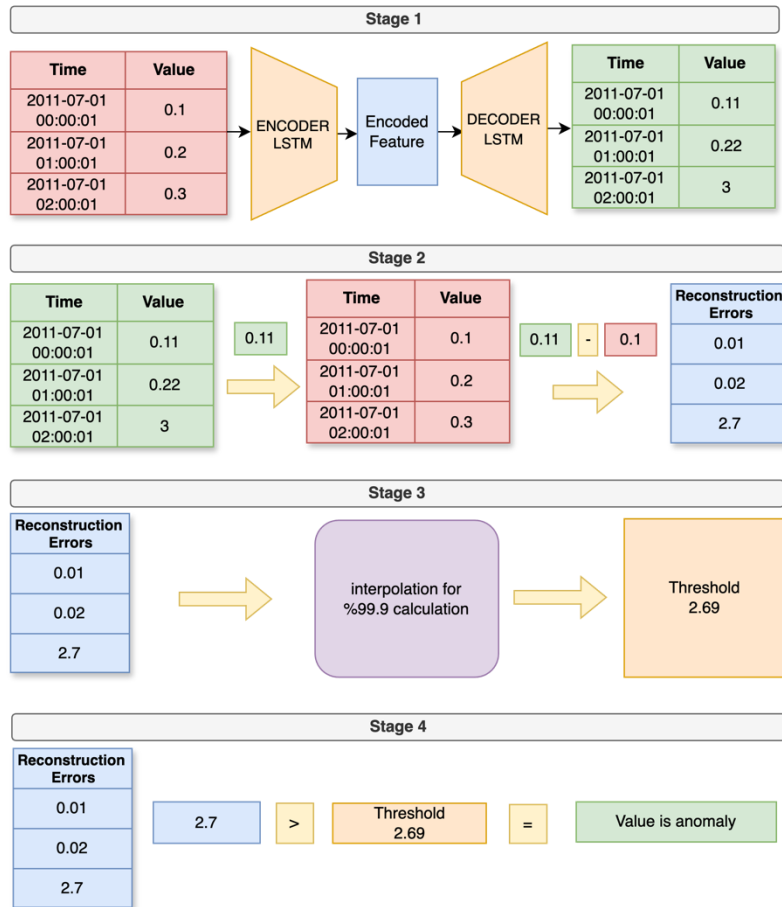 Stage 1
Time Value
2011-07-01
00:00:01
0.1
2011-07-01
01:00:01
0.2
2011-07-01
02:00:01
0.3
ENCODER
LSTM
Encoded
Feature
DECODER
LSTM
Time Value
2011-07-01
00:00:01
0.11
2011-07-01
01:00:01
0.22
2011-07-01
02:00:01
3
Stage 2
Time Value
2011-07-01
00:00:01
0.11
2011-07-01
01:00:01
0.22
2011-07-01
02:00:01
3
0.11
Time Value
2011-07-01
00:00:01
0.1
2011-07-01
01:00:01
0.2
2011-07-01
02:00:01
0.3
0.11 - 0.1
Reconstruction
Errors
0.01
0.02
2.7
Stage 3
Reconstruction
Errors
0.01
0.02
2.7
interpolation for
%99.9 calculation
Threshold
2.69
Stage 4
Reconstruction
Errors
0.01
0.02
2.7
2.7
>
Threshold
2.69
=
Value is anomaly